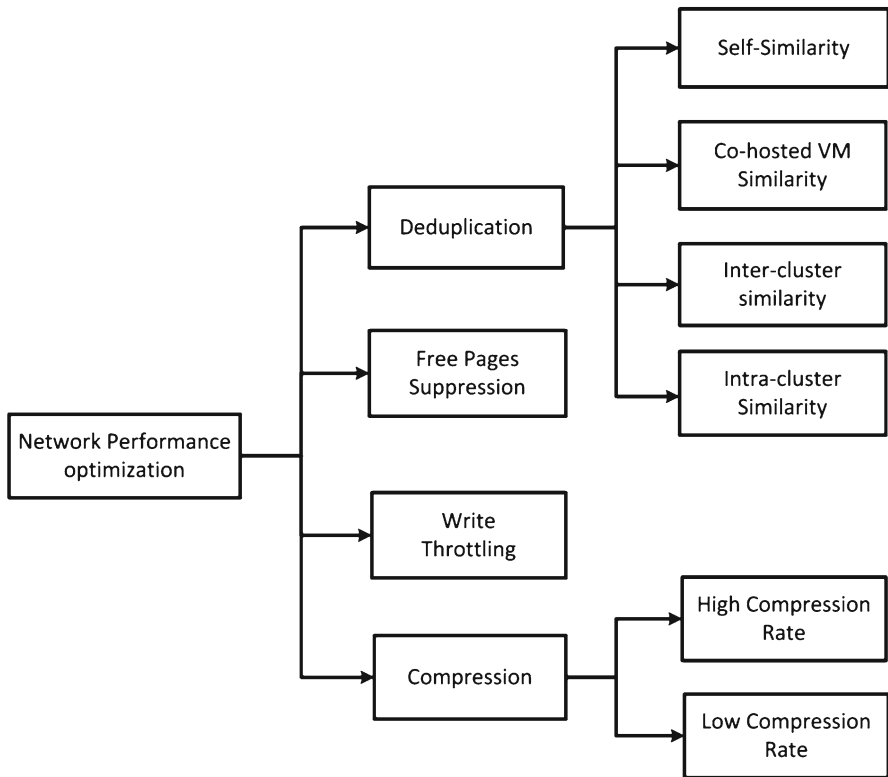 Self-Similarity
Co-hosted VM
Similarity
Deduplication
Inter-cluster
similarity
Free Pages
Suppression
Intra-cluster
Similarity
Network Performance
optimization
Write
Throttling
High Compression
Rate
Compression
Low Compression
Rate